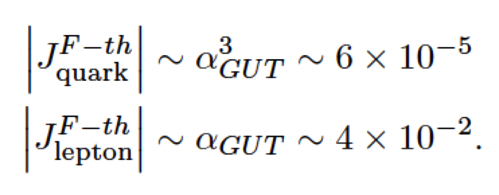 |J^{F-th}_{quark}| ∼ α^3_{GUT} ∼ 6 × 10^{-5}
|J^{F-th}_{lepton}| ∼ α_{GUT} ∼ 4 × 10^{-2}.